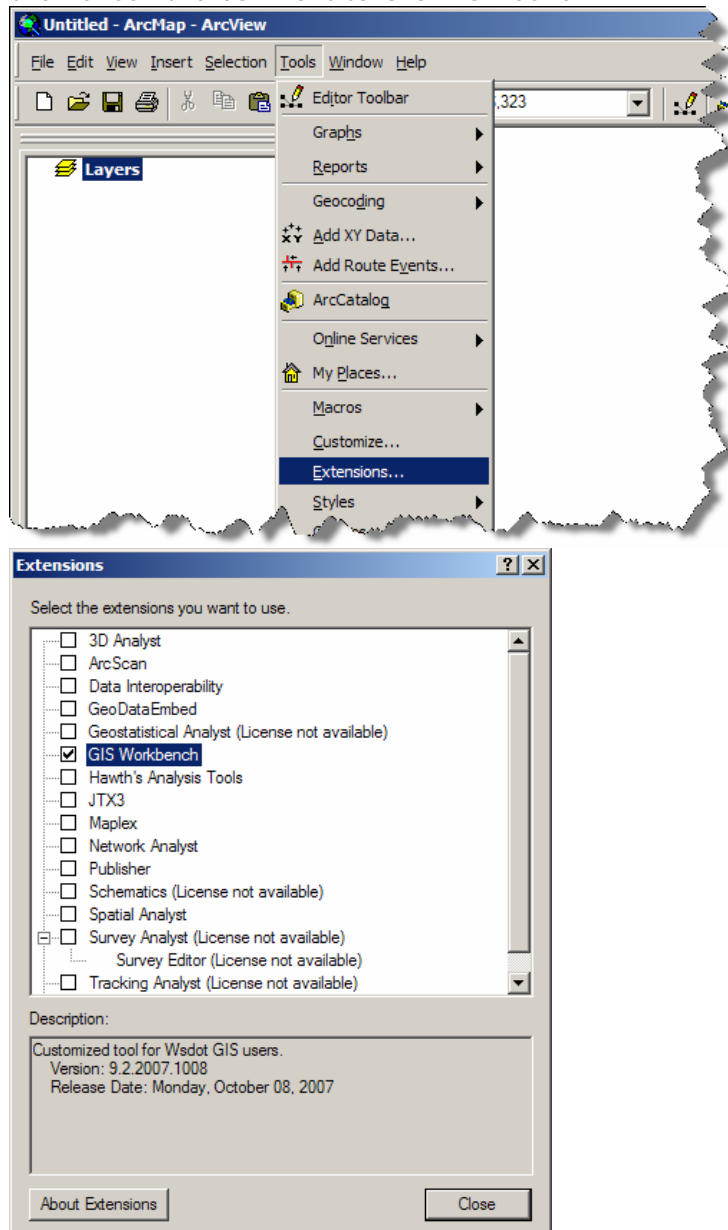 Untitled - ArcMap - ArcView
File Edit View Insert Selection Tools Window Help
,323
Layers
Editor Toolbar
Graphs
Reports
Geocoding
Add XY Data...
Add Route Events...
ArcCatalog
Online Services
My Places...
Macros
Customize...
Extensions...
Styles
Extensions
Select the extensions you want to use.
3D Analyst
ArcScan
Data Interoperability
GeoDataEmbed
Geostatistical Analyst (License not available)
GIS Workbench
Hawth's Analysis Tools
JTX3
Maplex
Network Analyst
Publisher
Schematics (License not available)
Spatial Analyst
Survey Analyst (License not available)
Survey Editor (License not available)
Tracking Analyst (License not available)
Description:
Customized tool for Wsdot GIS users.
Version: 9.2.2007.1008
Release Date: Monday, October 08, 2007
About Extensions
Close